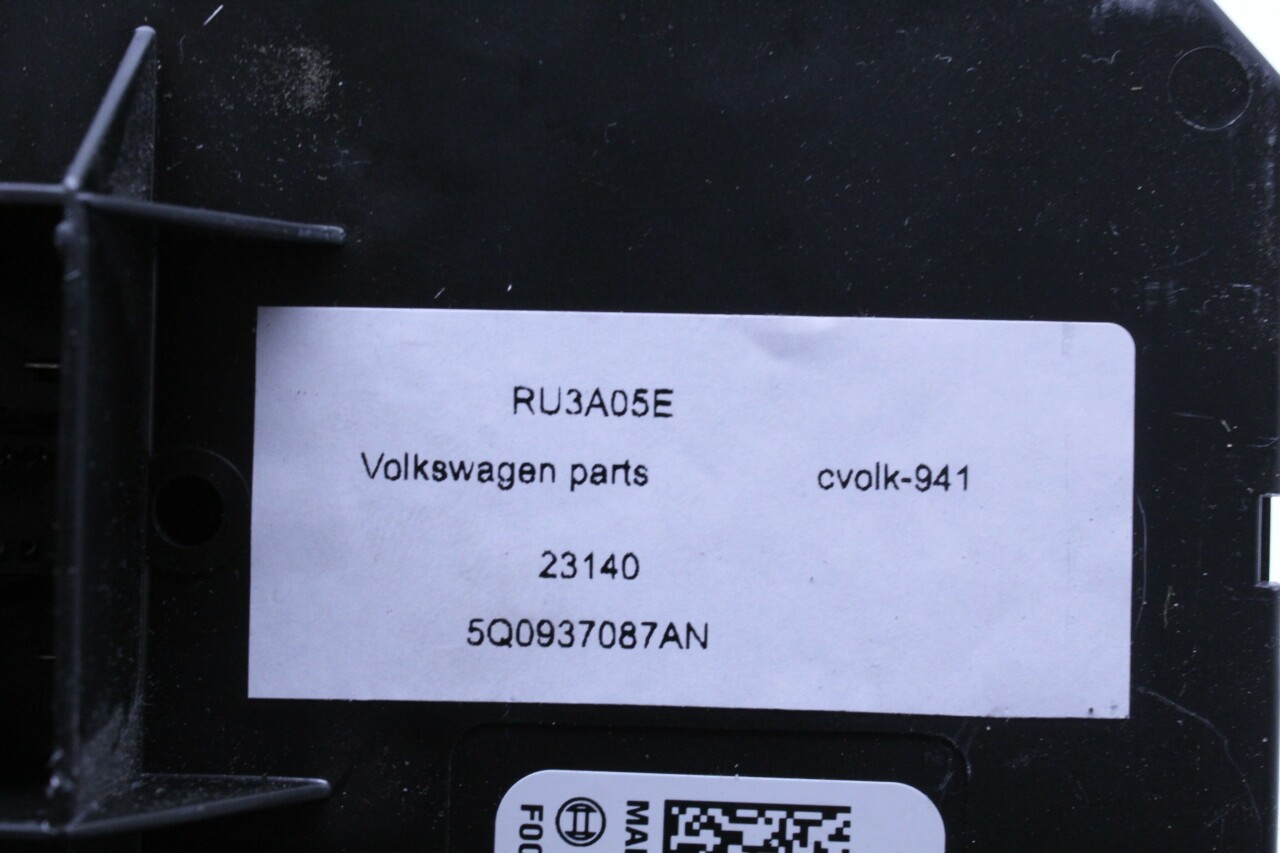 RU3A05E
Volkswagen parts cvolk-941
23140
5Q0937087AN